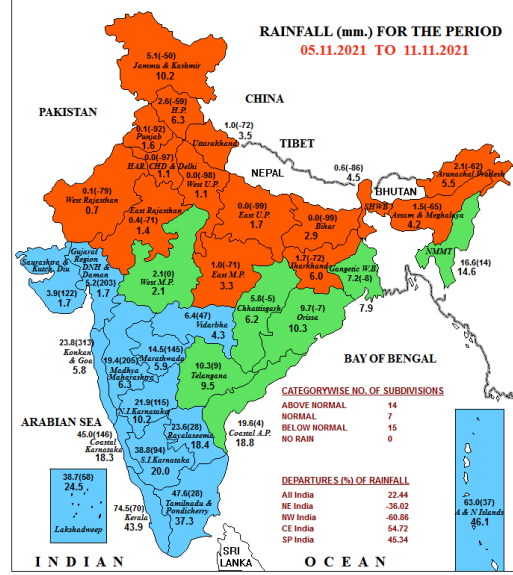 RAINFALL (mm.) FOR THE PERIOD
05.11.2021 TO 11.11.2021
5.1(-50)
Jammu & Kashmir
10.2
PAKISTAN
CHINA
2.6(-59)
H.P.
6.3
0.1(-92)
Punjab
1.6
1.0(-72)
3.5
Uttarakhand
TIBET
0.0(-97)
HAR. CHD & Delhi
1.1
NEPAL
0.0(-98)
West U.P.
1.1
0.6(-86)
4.5
BHUTAN
2.1(-62)
Arunachal Pradesh
5.5
0.1(-79)
West Rajasthan
0.7
East Rajasthan
0.4(-71)
1.4
0.0(-99)
East U.P.
1.7
0.0(-99)
Bihar
2.9
SHWB
1.5(-65)
Assam & Meghalaya
4.2
NMMT
16.6(14)
14.6
Saurashtra &
Kutch, Diu
3.9(122)
1.7
Gujarat
Region
DNH &
Daman
5.2(203)
1.7
2.1(0)
West M.P.
2.1
1.0(-71)
East M.P.
3.3
1.7(-72)
Jharkhand
6.0
Gangetic W.B.
7.2(-8)
7.9
6.4(47)
Vidarbha
4.3
5.8(-5)
Chhattisgarh
6.2
9.7(-7)
Orissa
10.3
23.8(313)
Konkan
& Goa
5.8
19.4(205)
Madhya
Maharashtra
6.3
14.5(145)
Marathwada
5.9
10.3(9)
Telangana
9.5
BAY OF BENGAL
21.9(115)
N.I.Karnataka
10.2
ARABIAN SEA
45.0(146)
Coastal
Karnataka
18.3
23.6(28)
Rayalaseema
18.4
19.6(4)
Coastal A.P.
18.8
38.8(94)
S.I.Karnataka
20.0
38.7(58)
24.5
Lakshadweep
74.5(70)
Kerala
43.9
47.6(28)
Tamilnadu &
Pondicherry
37.3
CATEGORYWISE NO. OF SUBDIVISIONS
ABOVE NORMAL 14
NORMAL 7
BELOW NORMAL 15
NO RAIN 0
DEPARTURES (%) OF RAINFALL
All India 22.44
NE India -36.02
NW India -60.86
CE India 54.72
SP India 45.34
63.0(37)
A & N Islands
46.1
SRI
LANKA
INDIAN OCEAN